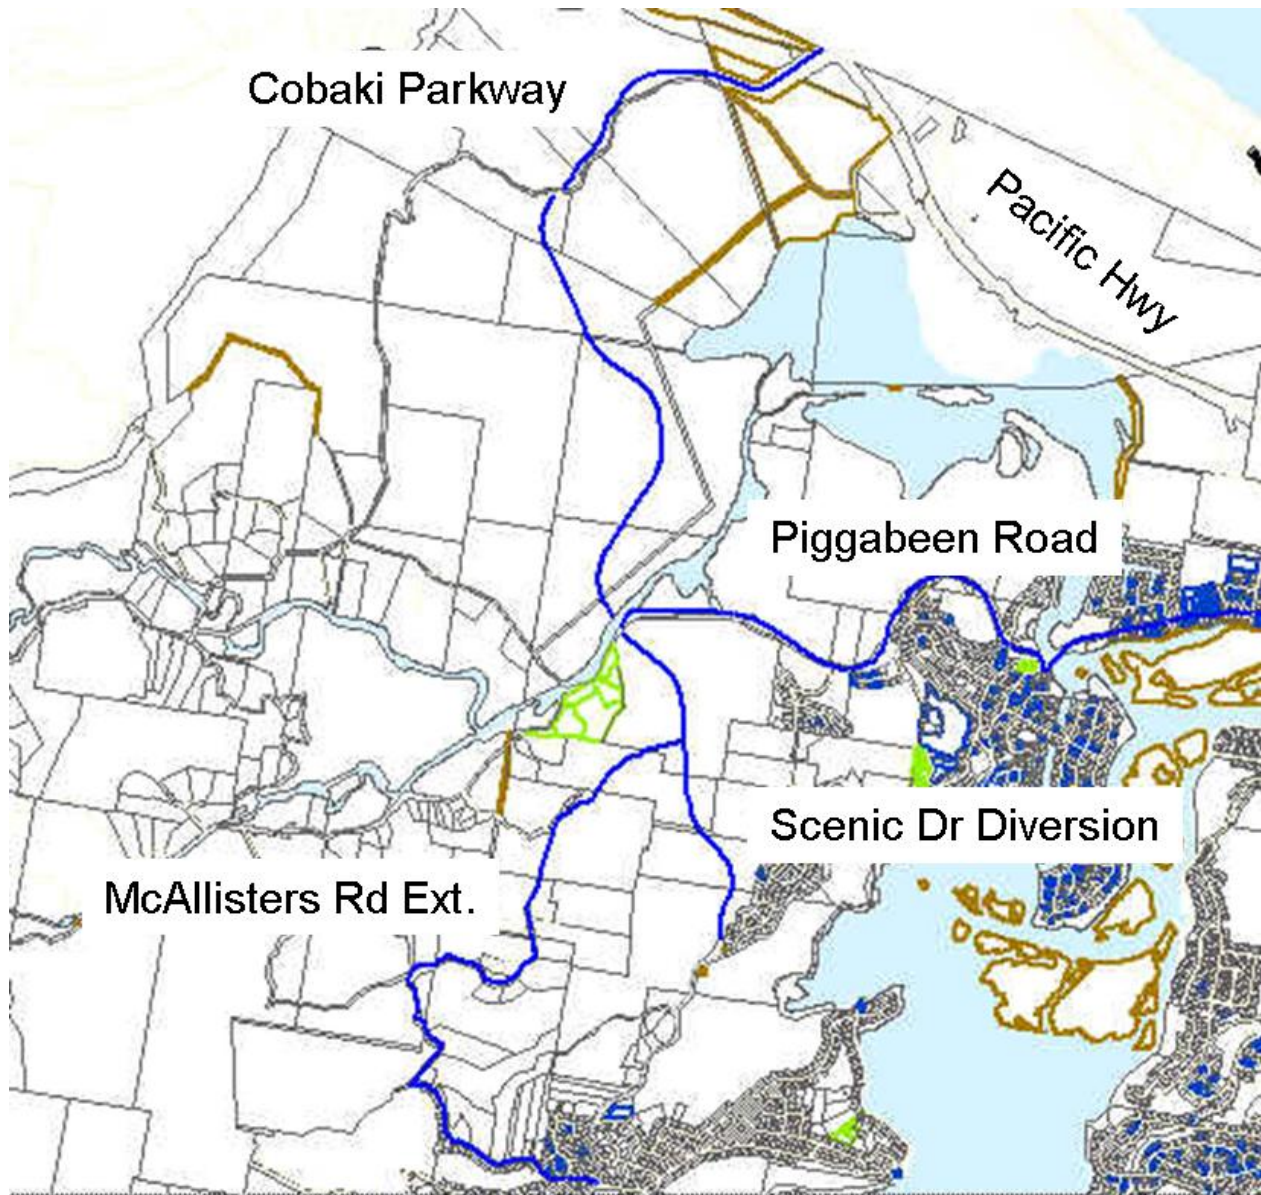 Cobaki Parkway
Pacific Hwy
Piggabeen Road
Scenic Dr Diversion
McAllisters Rd Ext.